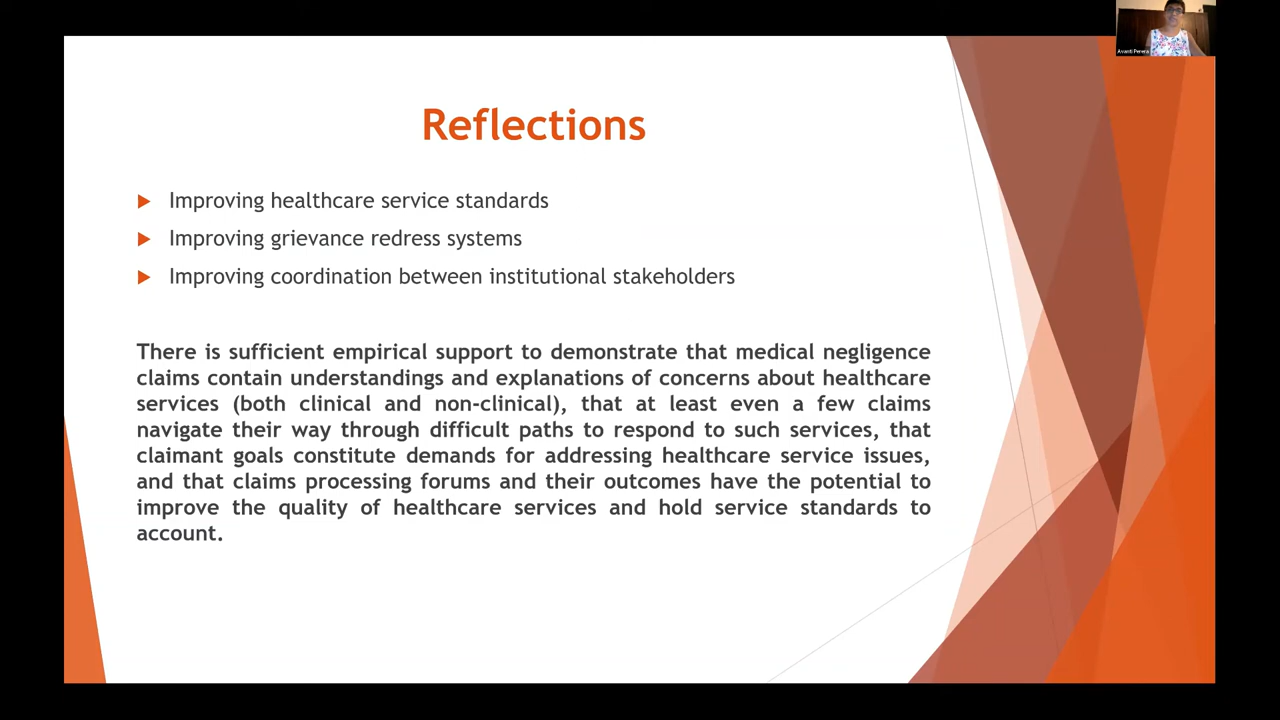 Avanti Perera
Reflections
Improving healthcare service standards
Improving grievance redress systems
Improving coordination between institutional stakeholders
There is sufficient empirical support to demonstrate that medical negligence
claims contain understandings and explanations of concerns about healthcare
services (both clinical and non-clinical), that at least even a few claims
navigate their way through difficult paths to respond to such services, that
claimant goals constitute demands for addressing healthcare service issues,
and that claims processing forums and their outcomes have the potential to
improve the quality of healthcare services and hold service standards to
account.